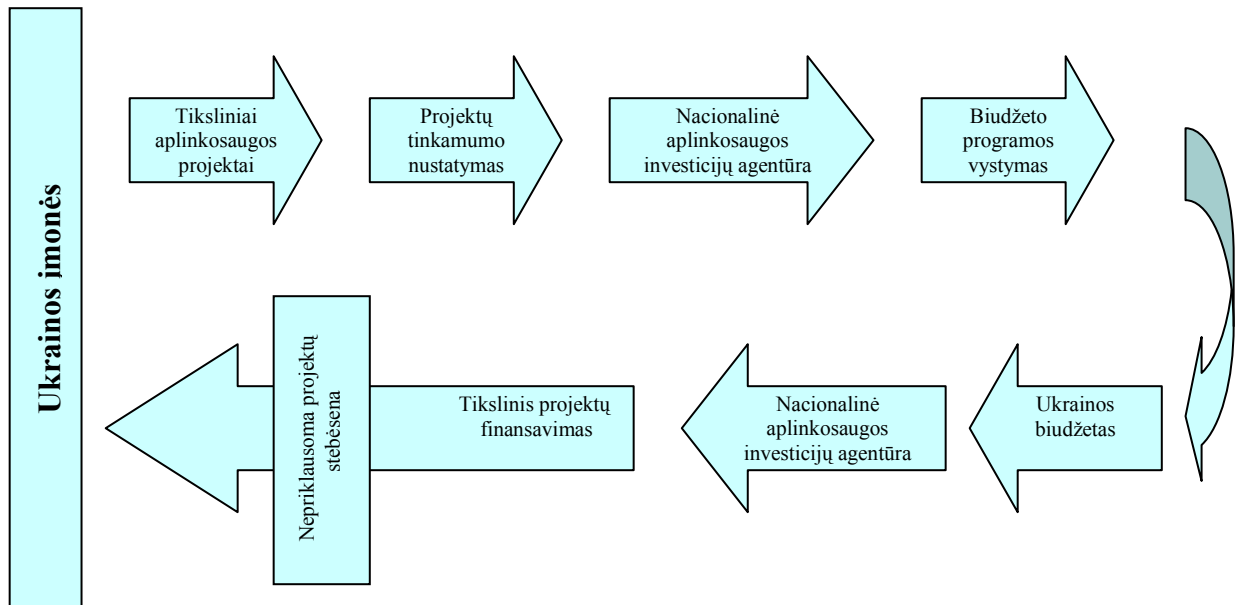 Ukrainos įmonės
Tiksliniai
aplinkosaugos
projektai
Projektų
tinkamumo
nustatymas
Nacionalinė
aplinkosaugos
investicijų agentūra
Biudžeto
programos
vystymas
Nepriklausoma projektų
stebėsena
Tikslinis projektų
finansavimas
Nacionalinė
aplinkosaugos
investicijų agentūra
Ukrainos
biudžetas